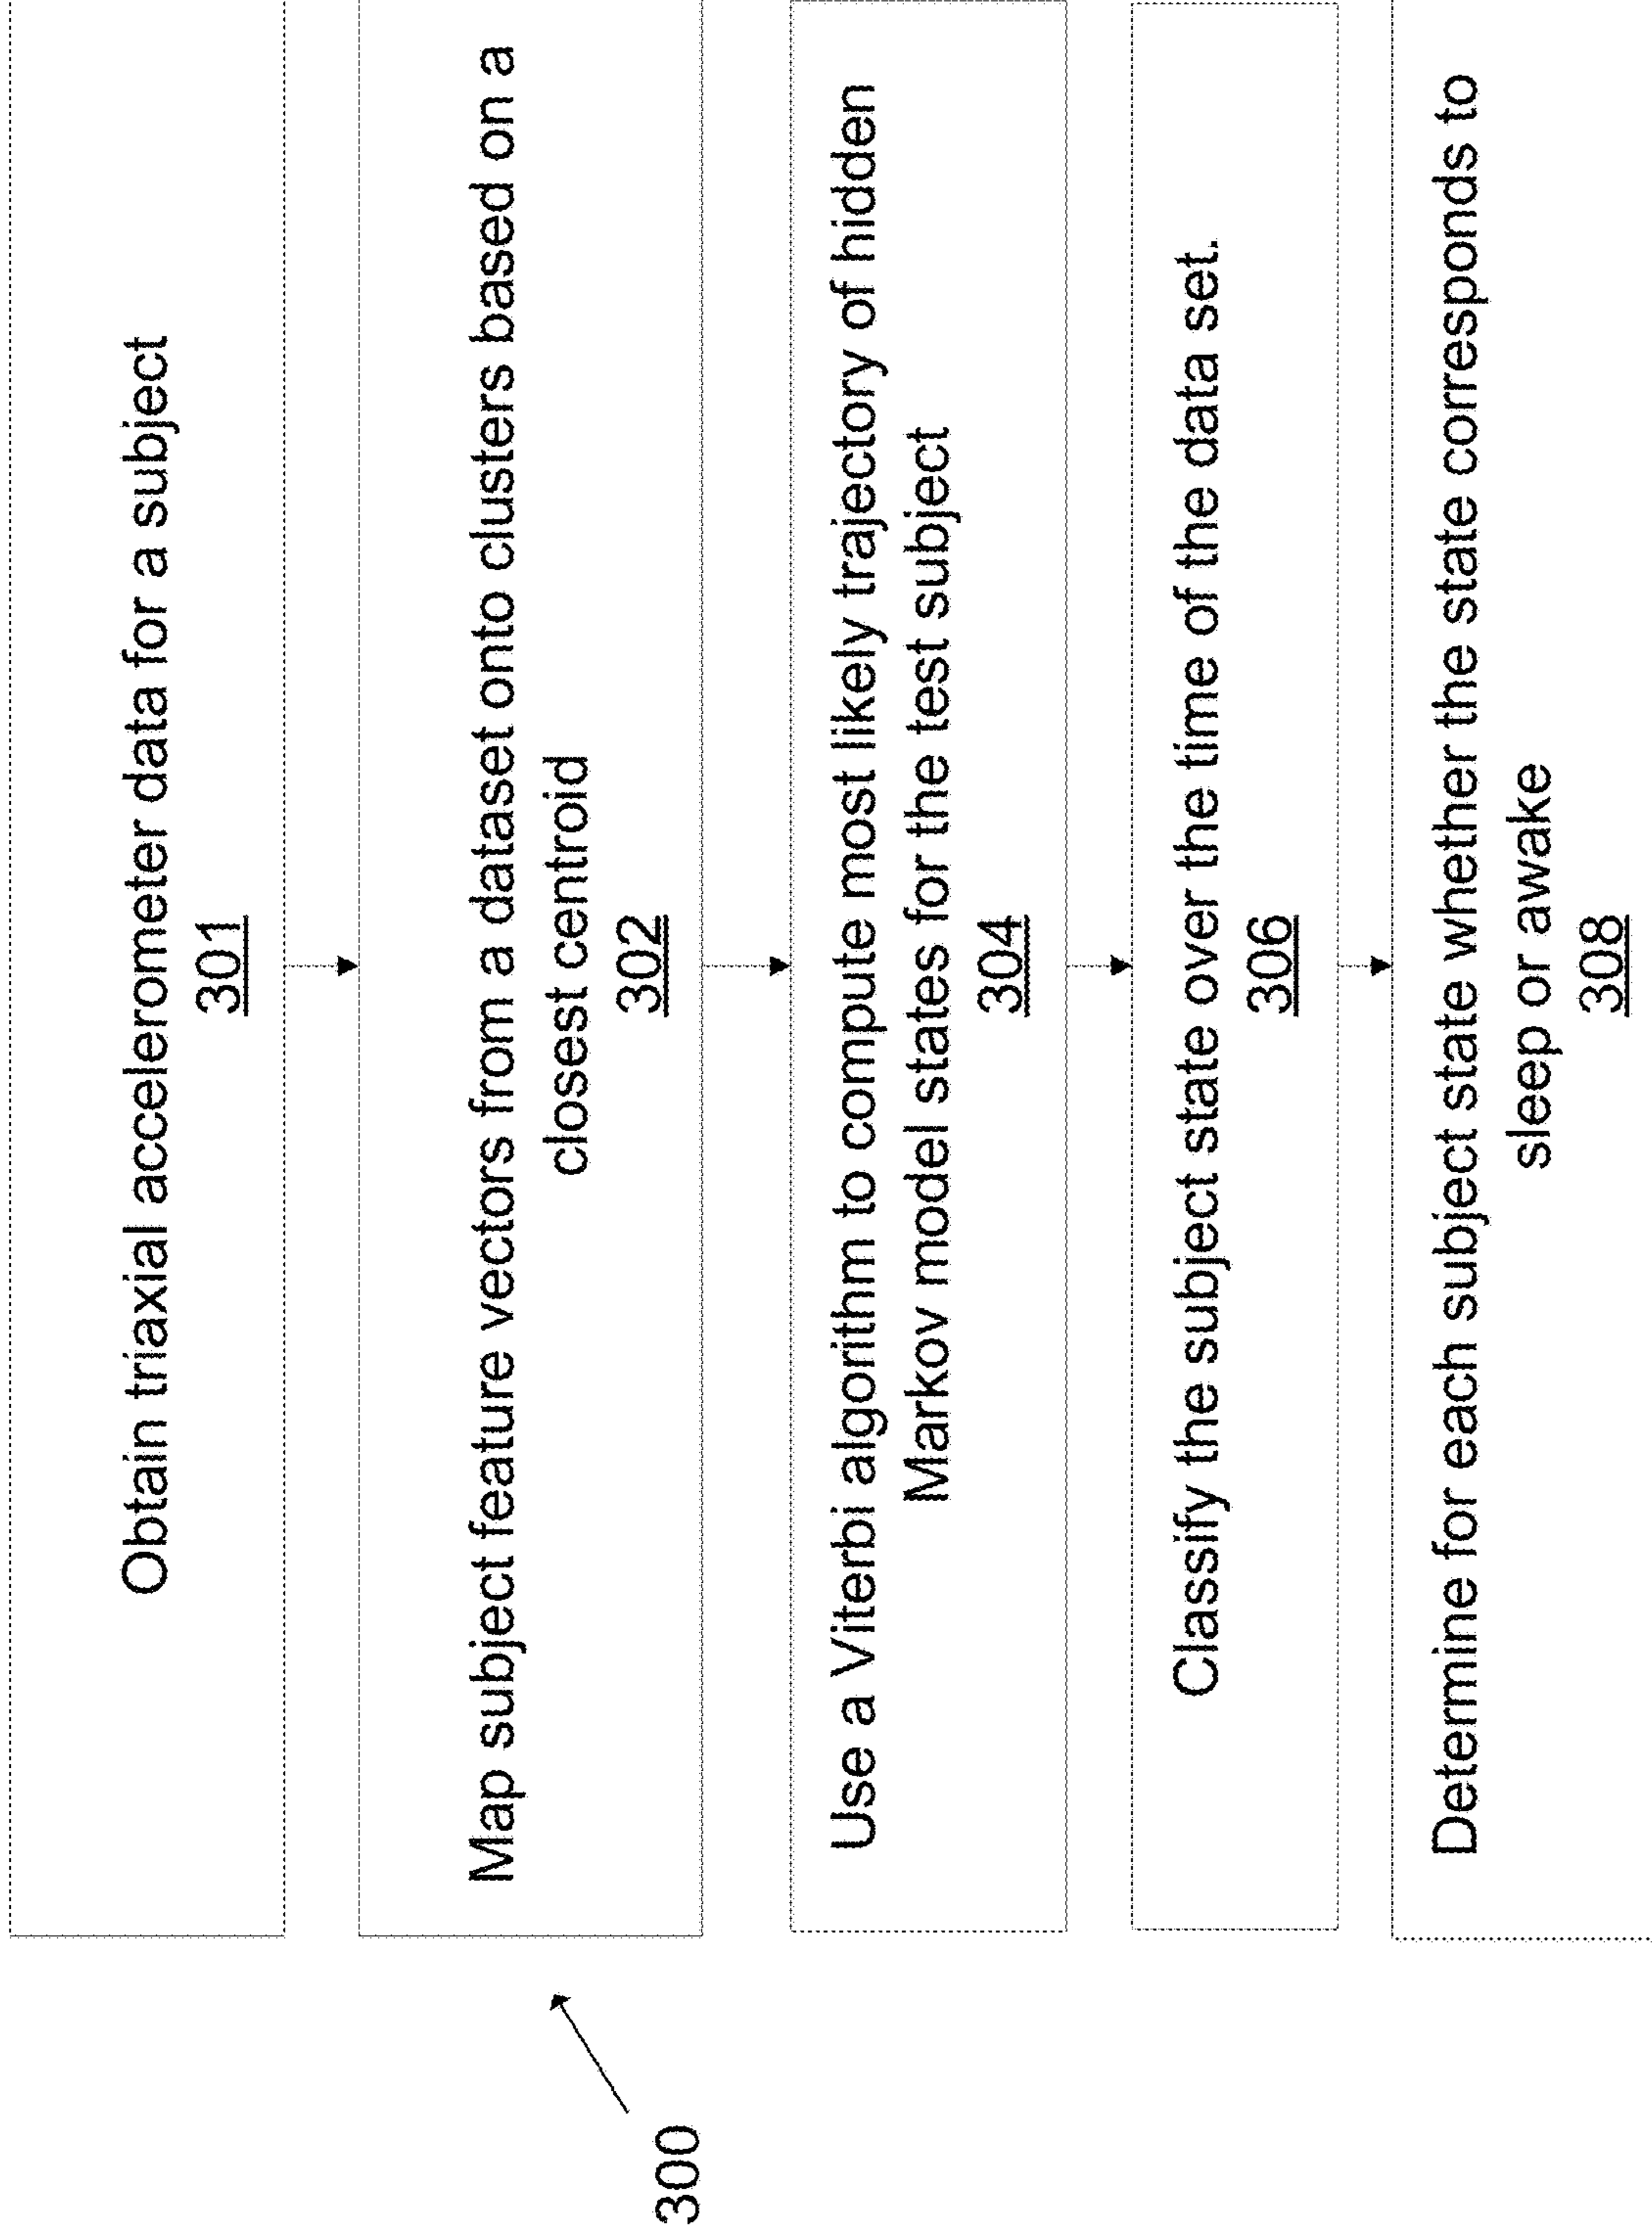 Obtain triaxial accelerometer data for a subject
301
Map subject feature vectors from a dataset onto clusters based on a
closest centroid
302
Use a Viterbi algorithm to compute most likely trajectory of hidden
Markov model states for the test subject
304
Classify the subject state over the time of the data set.
306
Determine for each subject state whether the state corresponds to
sleep or awake
308
300